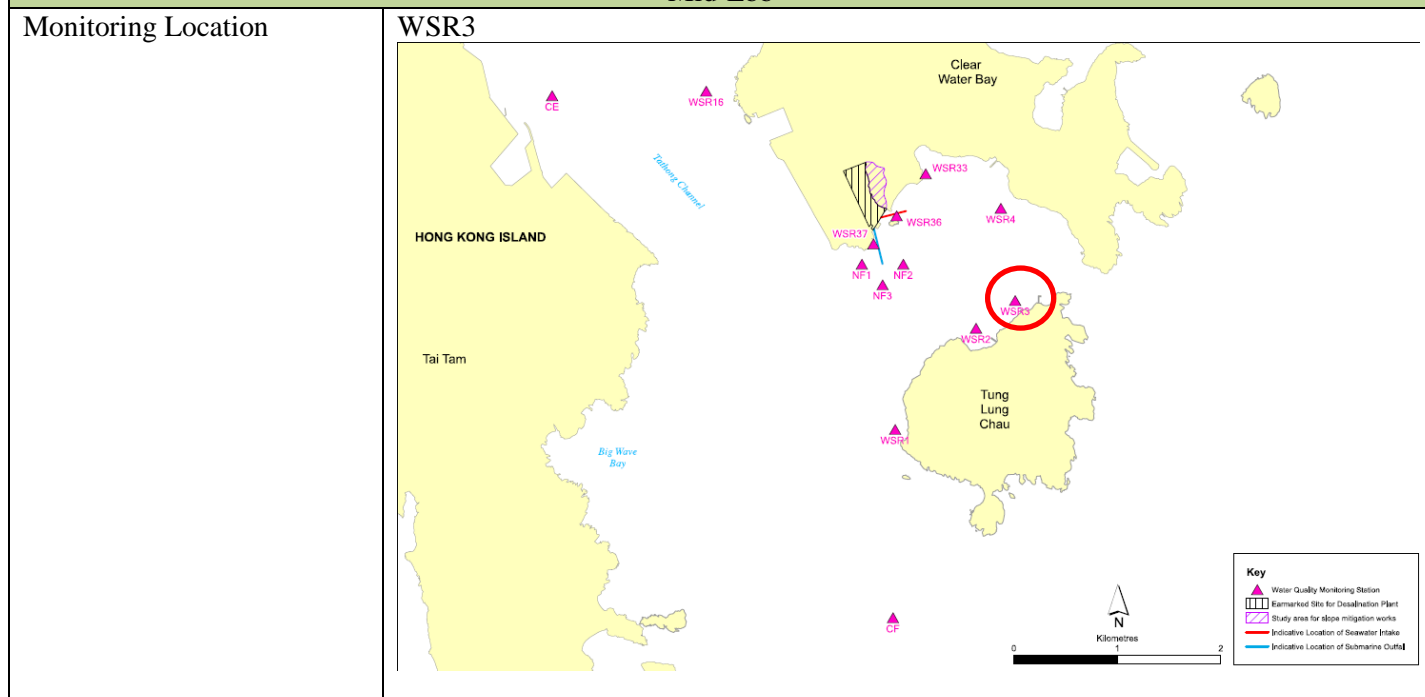 Monitoring Location
WSR3
Clear
Water Bay
CE
WSR16
Tathong Channel
WSR33
WSR36
WSR4
HONG KONG ISLAND
WSR37
NF1
NF2
NF3
WSR3
WSR2
Tai Tam
Tung
Lung
Chau
WSR1
Big Wave
Bay
CF
N
Kilometres
0 1 2
Key
Water Quality Monitoring Station
Earmarked Site for Desalination Plant
Study area for slope mitigation works
Indicative Location of Seawater Intake
Indicative Location of Submarine Outfall